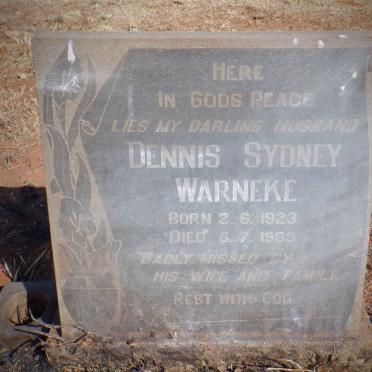 HERE
IN GODS PEACE
LIES MY DARLING HUSBAND
DENNIS SYDNEY
WARNEKE
BORN 2. 6. 1923
DIED 5. 7. 1969
SADLY MISSED BY
HIS WIFE AND FAMILY
REST WITH GOD